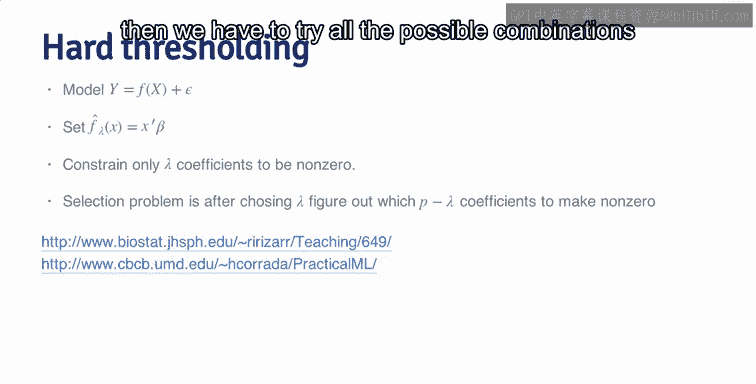 then we have to try all the possible combinations
Hard thresholding
· Model Y = f(X) + ϵ
· Set f̂_λ(x) = x′β
· Constrain only λ coefficients to be nonzero.
· Selection problem is after chosing λ figure out which p − λ coefficients to make nonzero
http://www.biostat.jhsph.edu/~ririzarr/Teaching/649/
http://www.cbcb.umd.edu/~hcorrada/PracticalML/